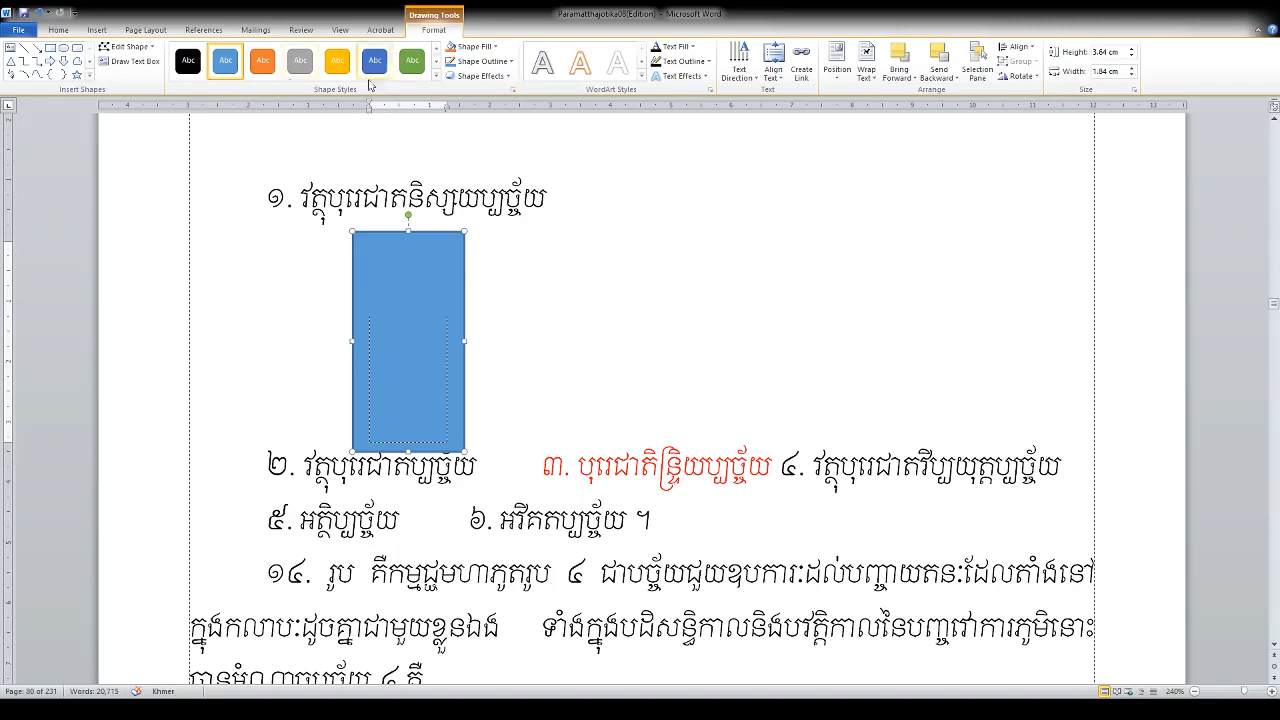 Drawing Tools
Paramatthajotika08(Edition) - Microsoft Word
File Home Insert Page Layout References Mailings Review View Acrobat Format
Edit Shape
Draw Text Box
Insert Shapes
Abc Abc Abc Abc Abc Abc Abc
Shape Fill
Shape Outline
Shape Effects
Shape Styles
A A A
Text Fill
Text Outline
Text Effects
WordArt Styles
Text Direction
Align Text
Create Link
Text
Position
Wrap Text
Bring Forward
Send Backward
Selection Pane
Align
Group
Rotate
Arrange
Height: 3.64 cm
Width: 1.84 cm
Size
១. វត្ថុបុរេជាតនិស្សយប្បច្ច័យ
២. វត្ថុបុរេជាតប្បច្ច័យ ៣. បុរេជាតិន្ទ្រិយប្បច្ច័យ ៤. វត្ថុបុរេជាតវិប្បយុត្តប្បច្ច័យ
៥. អត្ថិប្បច្ច័យ ៦. អវិគតប្បច្ច័យ ។
១៤. រូប គឺកម្មជ្ជមហាភូតរូប ៤ ជាបច្ច័យជួយឧបការៈដល់បញ្ចាយតនៈដែលតាំងនៅ
ក្នុងកលាបៈដូចគ្នាជាមួយខ្លួនឯង ទាំងក្នុងបដិសន្ធិកាលនិងបវត្តិកាលនៃបញ្ចវោការភូមិនោះ
Page: 80 of 231 Words: 20,715 Khmer 240%